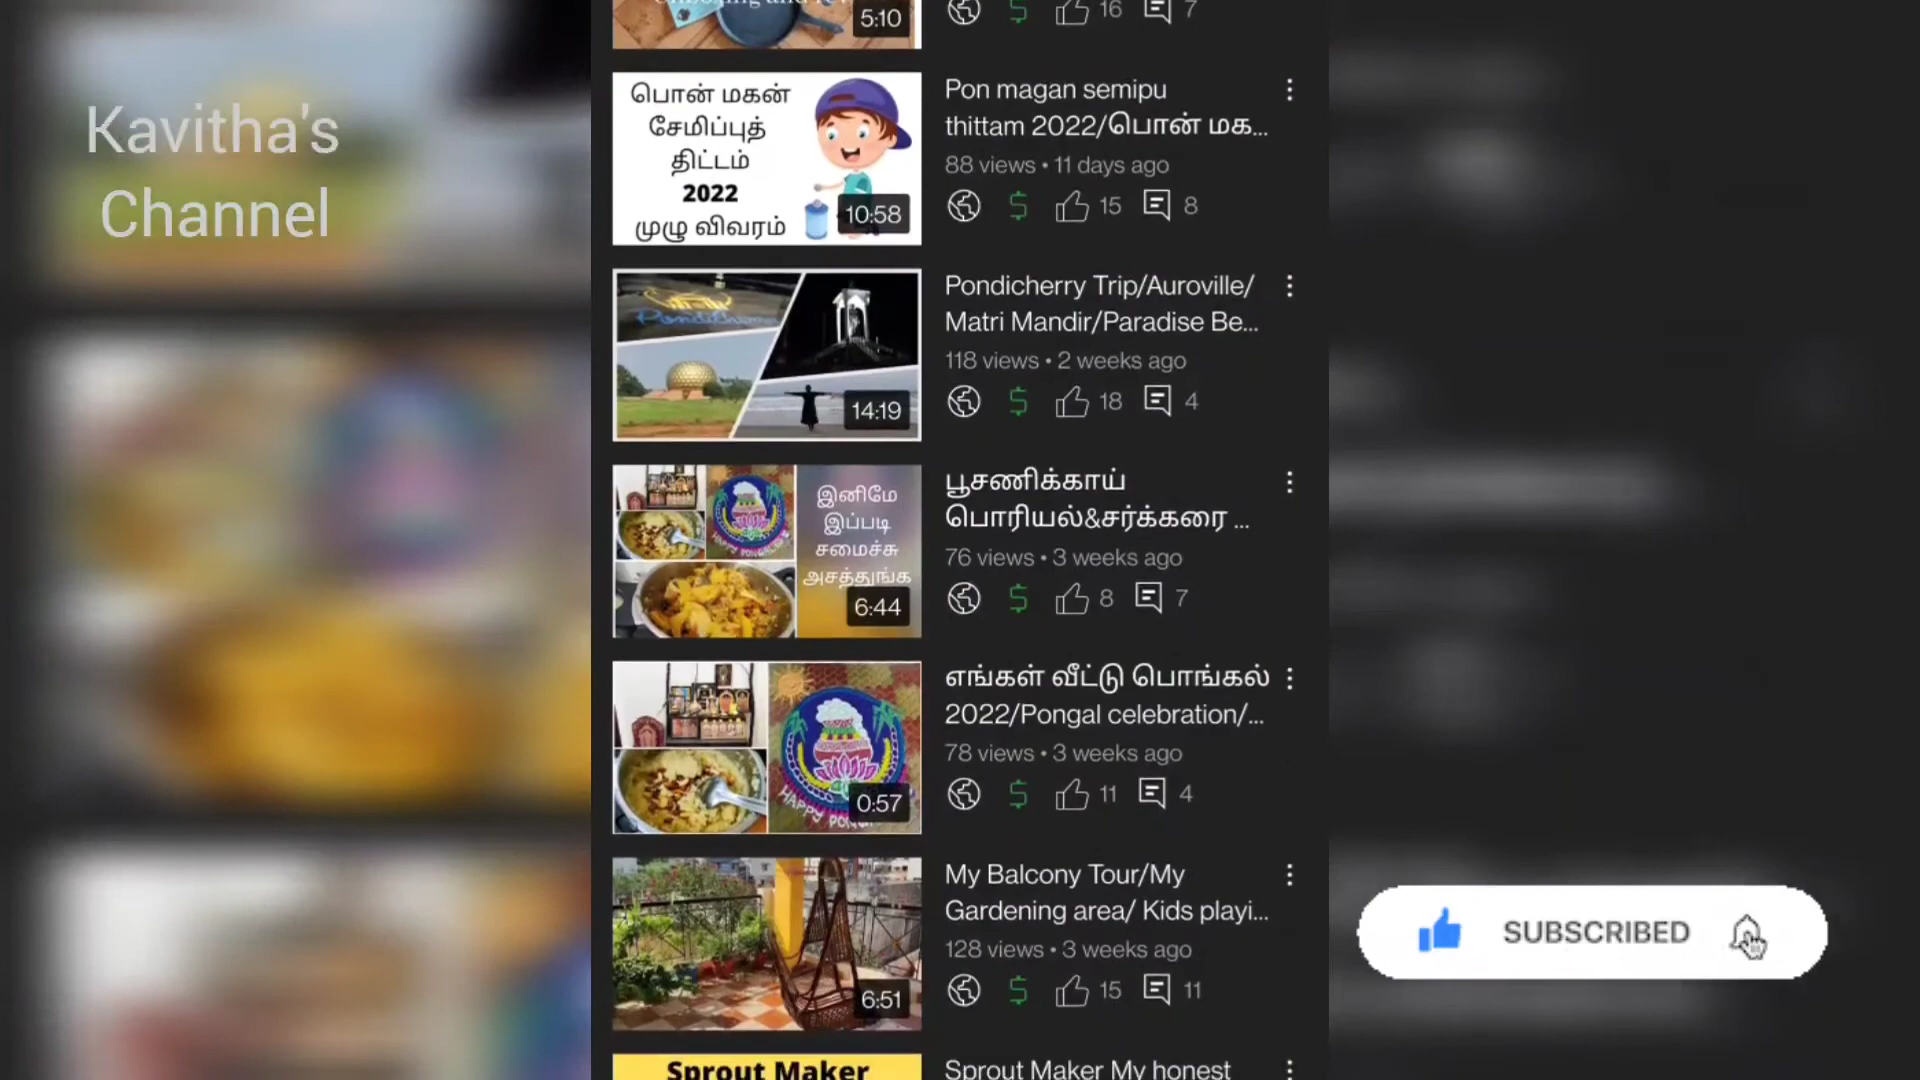 Kavitha's
Channel
5:10
16 7
பொன் மகன்
சேமிப்புத்
திட்டம்
2022
முழு விவரம்
10:58
Pon magan semipu
thittam 2022/பொன் மக...
88 views • 11 days ago
15 8
14:19
Pondicherry Trip/Auroville/
Matri Mandir/Paradise Be...
118 views • 2 weeks ago
18 4
இனிமே
இப்படி
சமைச்சு
அசத்துங்க
6:44
பூசணிக்காய்
பொரியல்&சர்க்கரை ...
76 views • 3 weeks ago
8 7
HAPPY PONGAL
0:57
எங்கள் வீட்டு பொங்கல்
2022/Pongal celebration/...
78 views • 3 weeks ago
11 4
6:51
My Balcony Tour/My
Gardening area/ Kids playi...
128 views • 3 weeks ago
15 11
Sprout Maker
Sprout Maker My honest
SUBSCRIBED